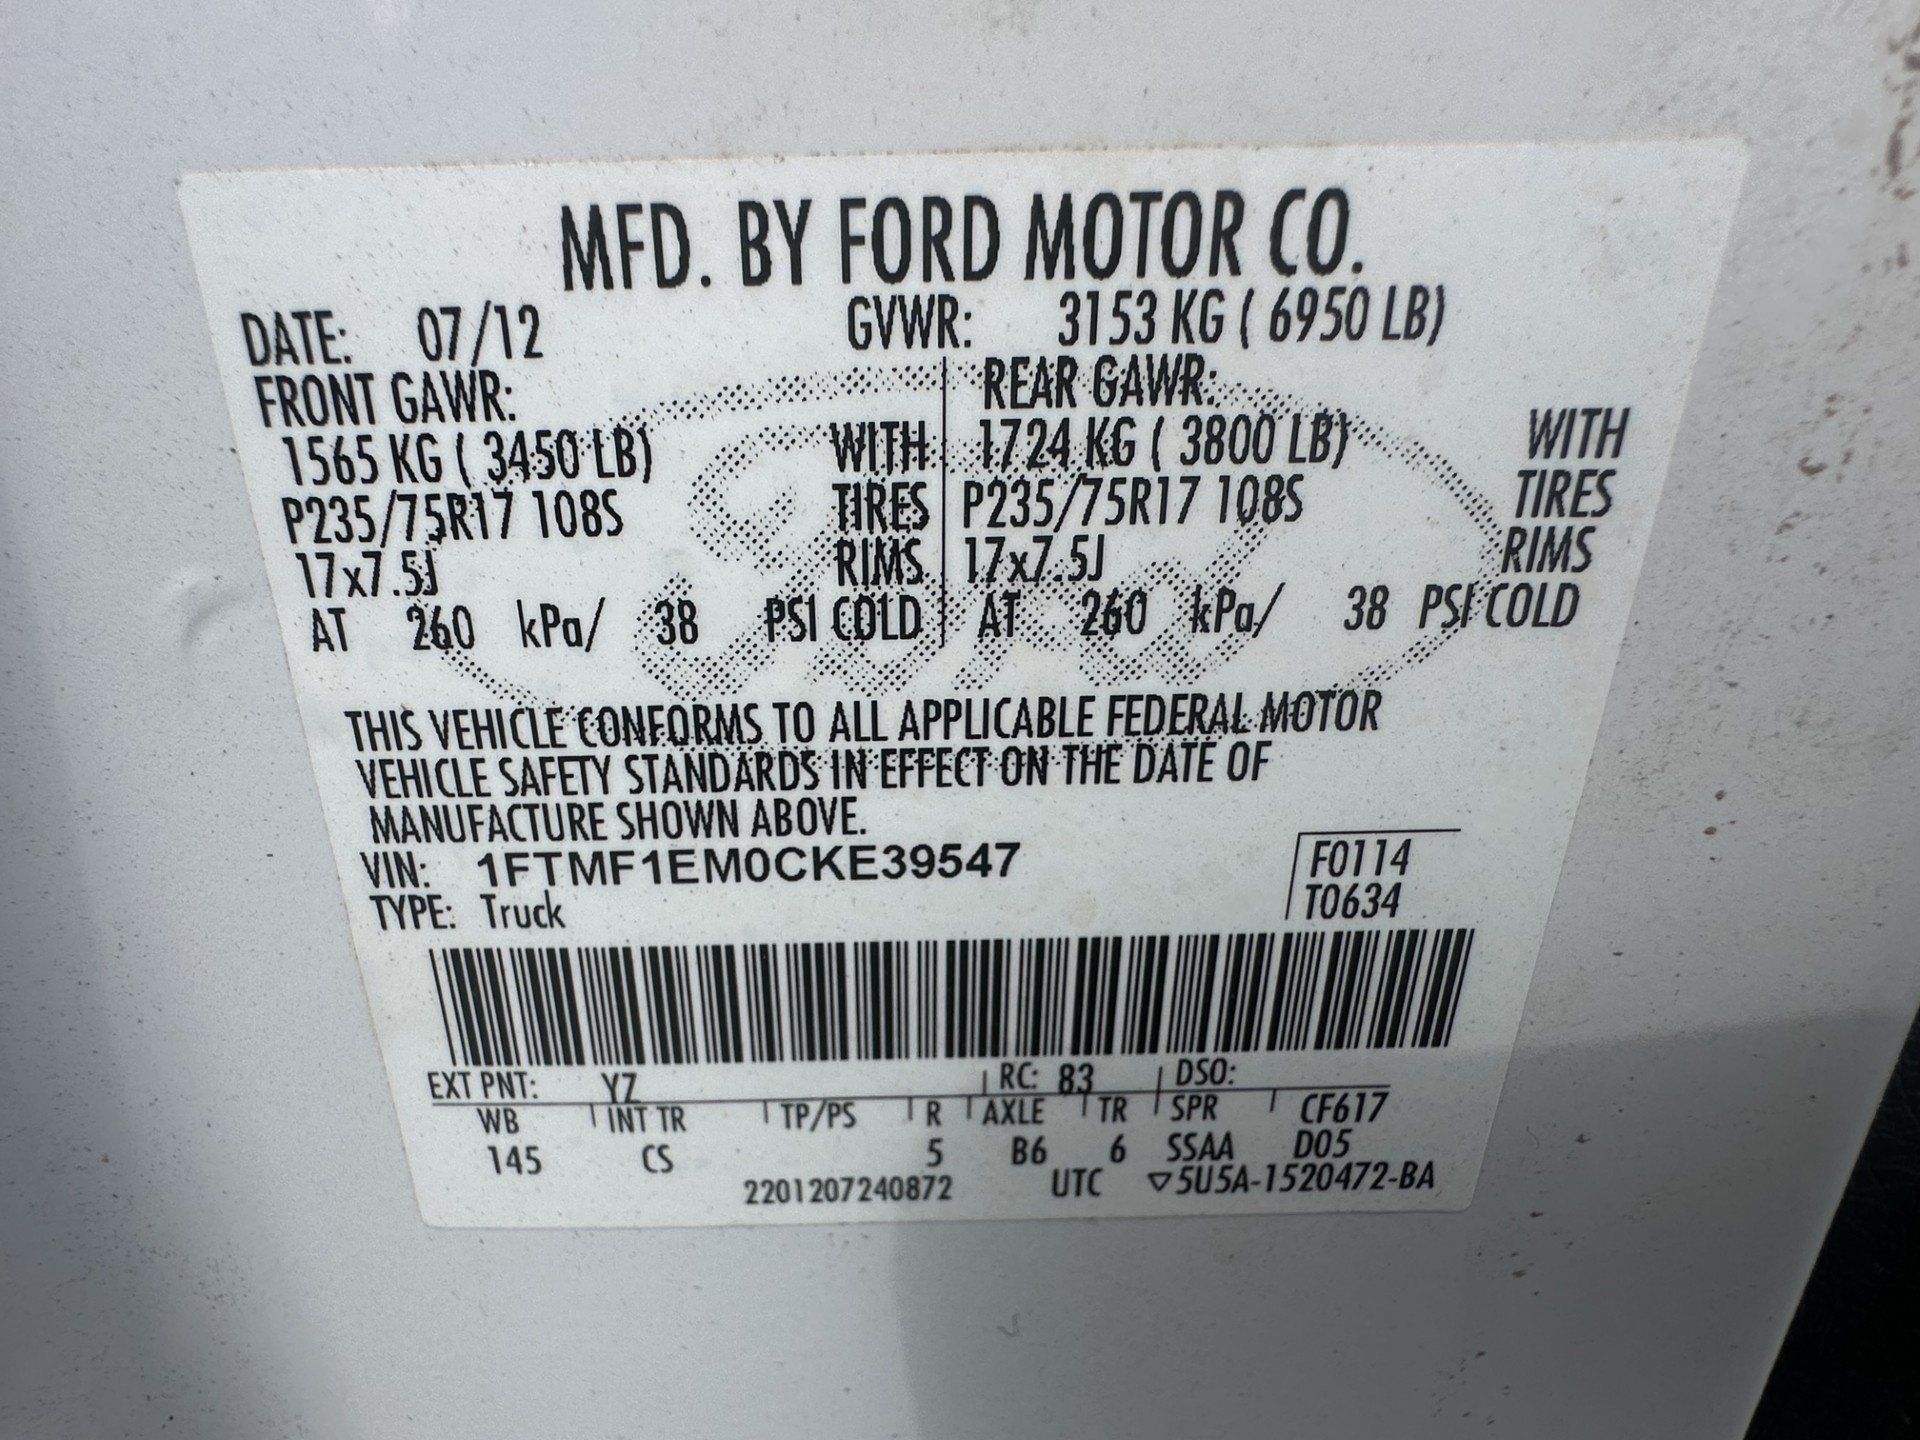 MFD. BY FORD MOTOR CO.
DATE: 07/12 GVWR: 3153 KG ( 6950 LB)
FRONT GAWR: REAR GAWR:
1565 KG ( 3450 LB) WITH 1724 KG ( 3800 LB) WITH
P235/75R17 108S TIRES P235/75R17 108S TIRES
17x7.5J RIMS 17x7.5J RIMS
AT 260 kPa/ 38 PSI COLD AT 260 kPa/ 38 PSI COLD
THIS VEHICLE CONFORMS TO ALL APPLICABLE FEDERAL MOTOR
VEHICLE SAFETY STANDARDS IN EFFECT ON THE DATE OF
MANUFACTURE SHOWN ABOVE.
VIN: 1FTMF1EM0CKE39547 F0114
TYPE: Truck T0634
EXT PNT: YZ RC: 83 DSO:
WB INT TR TP/PS R AXLE TR SPR CF617
145 CS 5 B6 6 SSAA D05
2201207240872 UTC ▽5U5A-1520472-BA